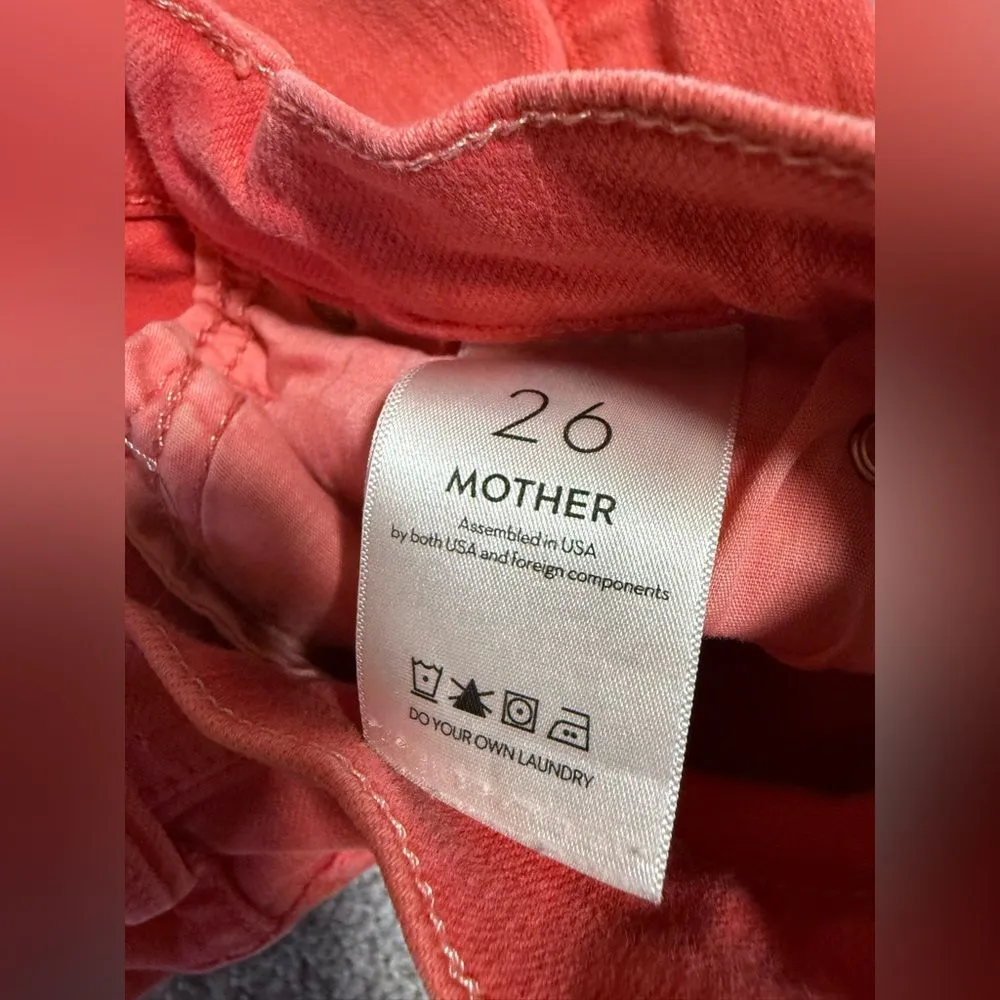 26
MOTHER
Assembled in USA
by both USA and foreign components
DO YOUR OWN LAUNDRY